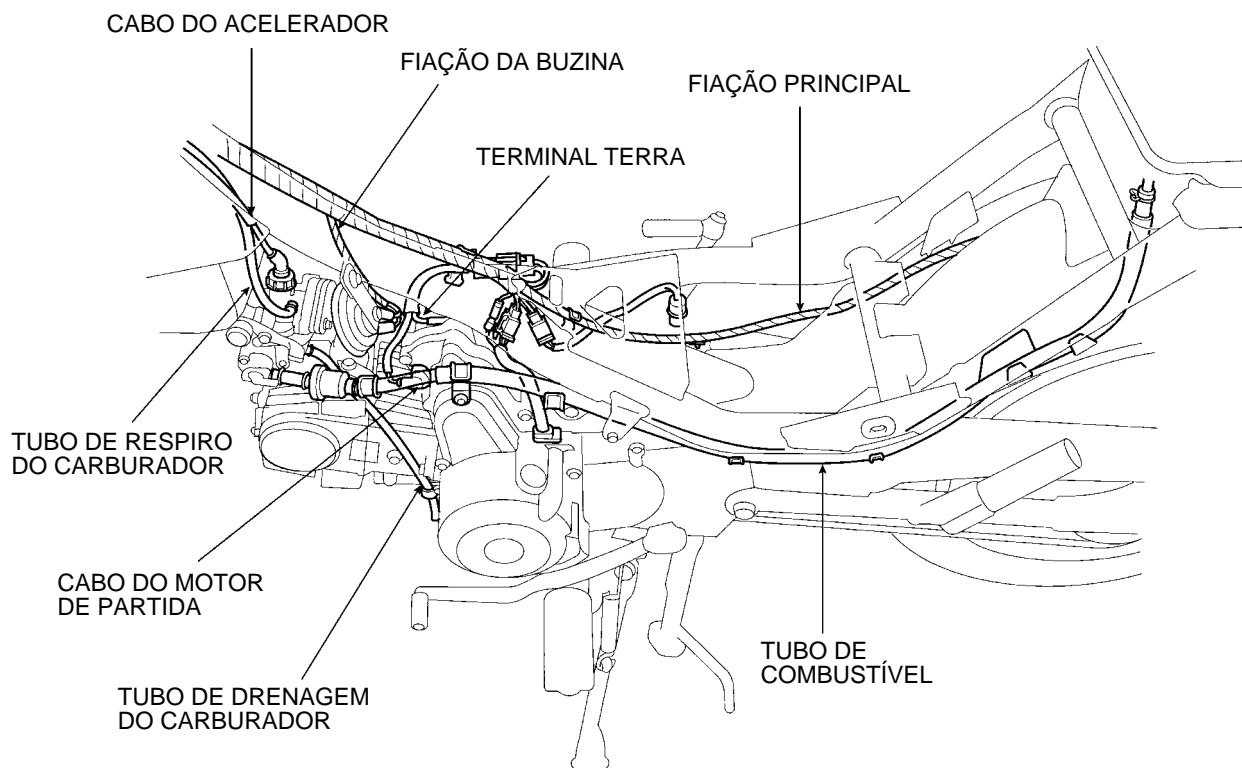 CABO DO ACELERADOR
FIAÇÃO DA BUZINA
FIAÇÃO PRINCIPAL
TERMINAL TERRA
TUBO DE RESPIRO
DO CARBURADOR
CABO DO MOTOR
DE PARTIDA
TUBO DE
COMBUSTÍVEL
TUBO DE DRENAGEM
DO CARBURADOR